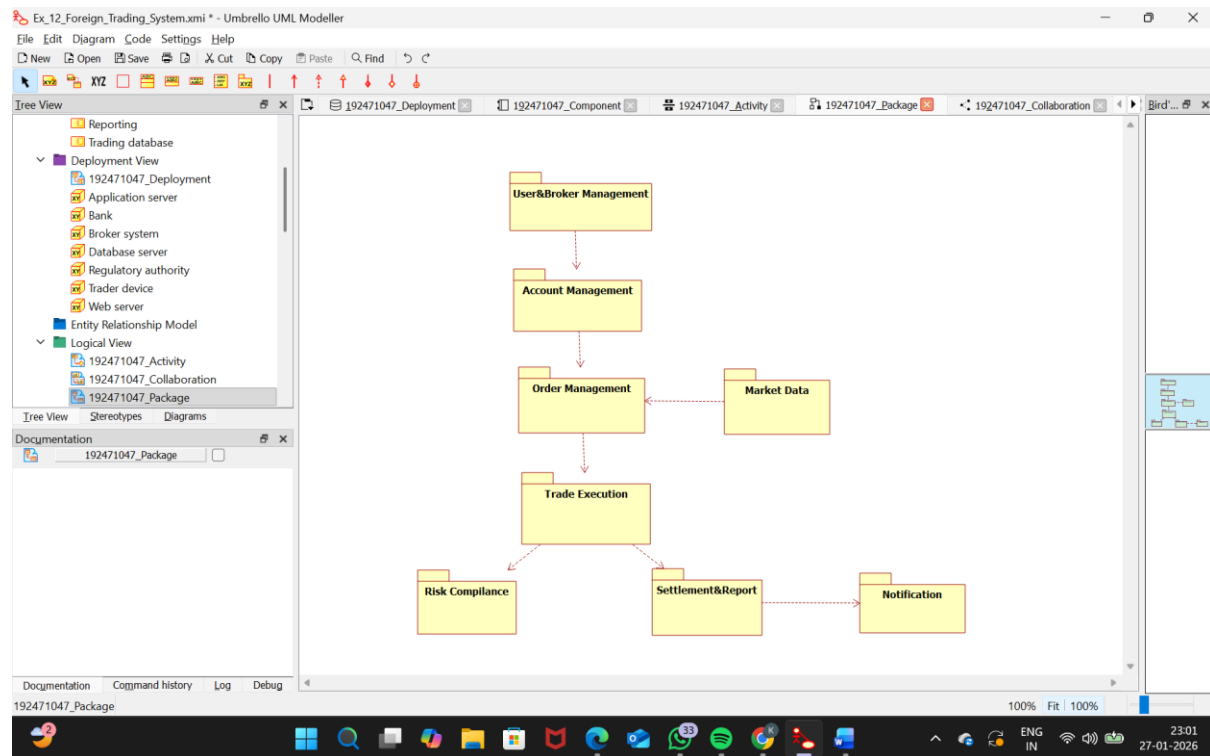 Ex_12_Foreign_Trading_System.xmi * - Umbrello UML Modeller
File Edit Diagram Code Settings Help
New Open Save Cut Copy Paste Find
XYZ
Tree View
192471047_Deployment 192471047_Component 192471047_Activity 192471047_Package 192471047_Collaboration
Bird'...
Reporting
Trading database
Deployment View
192471047_Deployment
Application server
Bank
Broker system
Database server
Regulatory authority
Trader device
Web server
Entity Relationship Model
Logical View
192471047_Activity
192471047_Collaboration
192471047_Package
Tree View Stereotypes Diagrams
Documentation
192471047_Package
User&Broker Management
Account Management
Order Management
Market Data
Trade Execution
Risk Compilance
Settlement&Report
Notification
Documentation Command history Log Debug
192471047_Package
100% Fit 100%
2
33
K
ENG
IN
23:01
27-01-2026